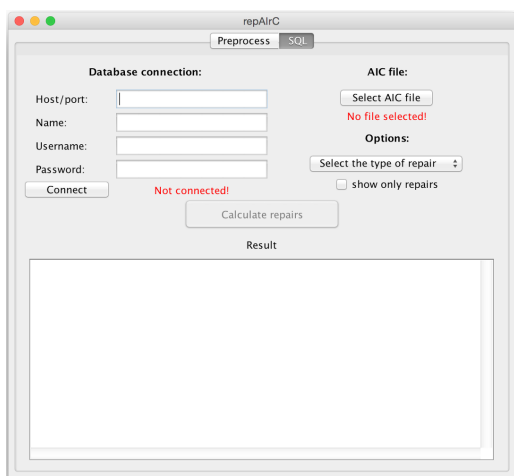 repAIrC
Preprocess SQL
Database connection:
Host/port:
Name:
Username:
Password:
Connect Not connected!
AIC file:
Select AIC file
No file selected!
Options:
Select the type of repair
show only repairs
Calculate repairs
Result